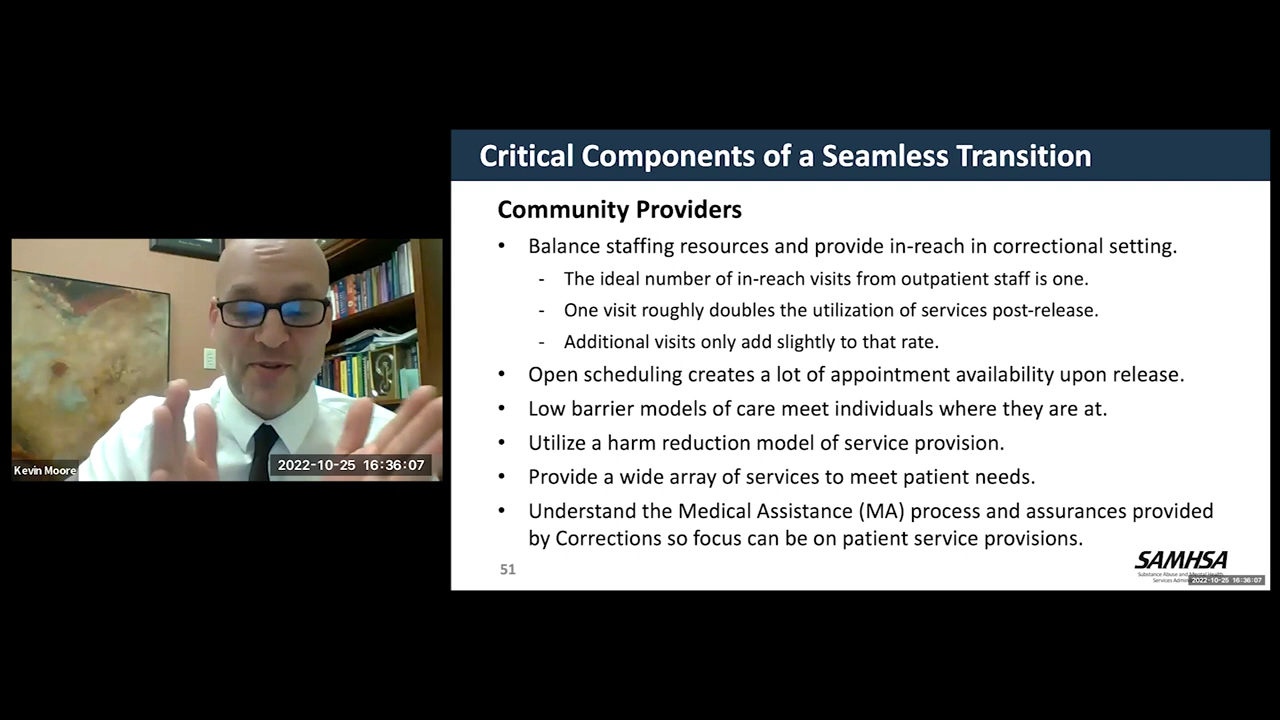 Critical Components of a Seamless Transition
Community Providers
• Balance staffing resources and provide in-reach in correctional setting.
- The ideal number of in-reach visits from outpatient staff is one.
- One visit roughly doubles the utilization of services post-release.
- Additional visits only add slightly to that rate.
• Open scheduling creates a lot of appointment availability upon release.
• Low barrier models of care meet individuals where they are at.
• Utilize a harm reduction model of service provision.
• Provide a wide array of services to meet patient needs.
• Understand the Medical Assistance (MA) process and assurances provided
by Corrections so focus can be on patient service provisions.
51
SAMHSA
Substance Abuse and Mental Health
Services
2022-10-25 16:36:07
Kevin Moore
2022-10-25 16:36:07